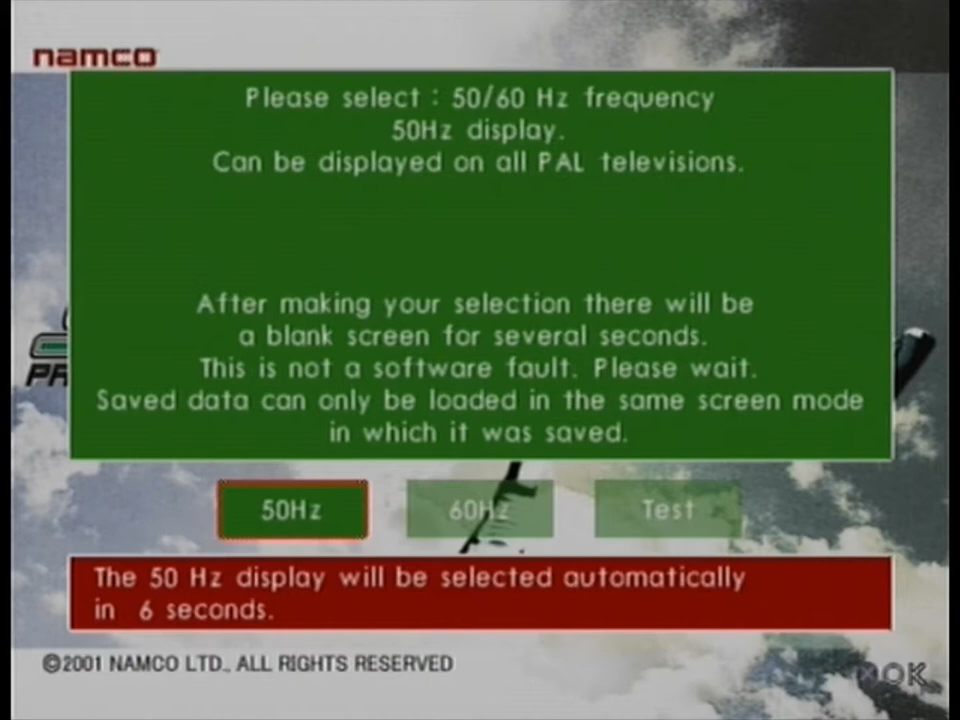 namco
Please select : 50/60 Hz frequency
50Hz display.
Can be displayed on all PAL televisions.
After making your selection there will be
a blank screen for several seconds.
This is not a software fault. Please wait.
Saved data can only be loaded in the same screen mode
in which it was saved.
PR
50Hz 60Hz Test
The 50 Hz display will be selected automatically
in 6 seconds.
©2001 NAMCO LTD., ALL RIGHTS RESERVED
OK